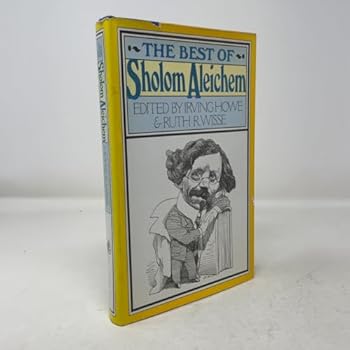 THE BEST OF
Sholom Aleichem
EDITED BY IRVING HOWE
& RUTH R. WISSE
Sholom Aleichem